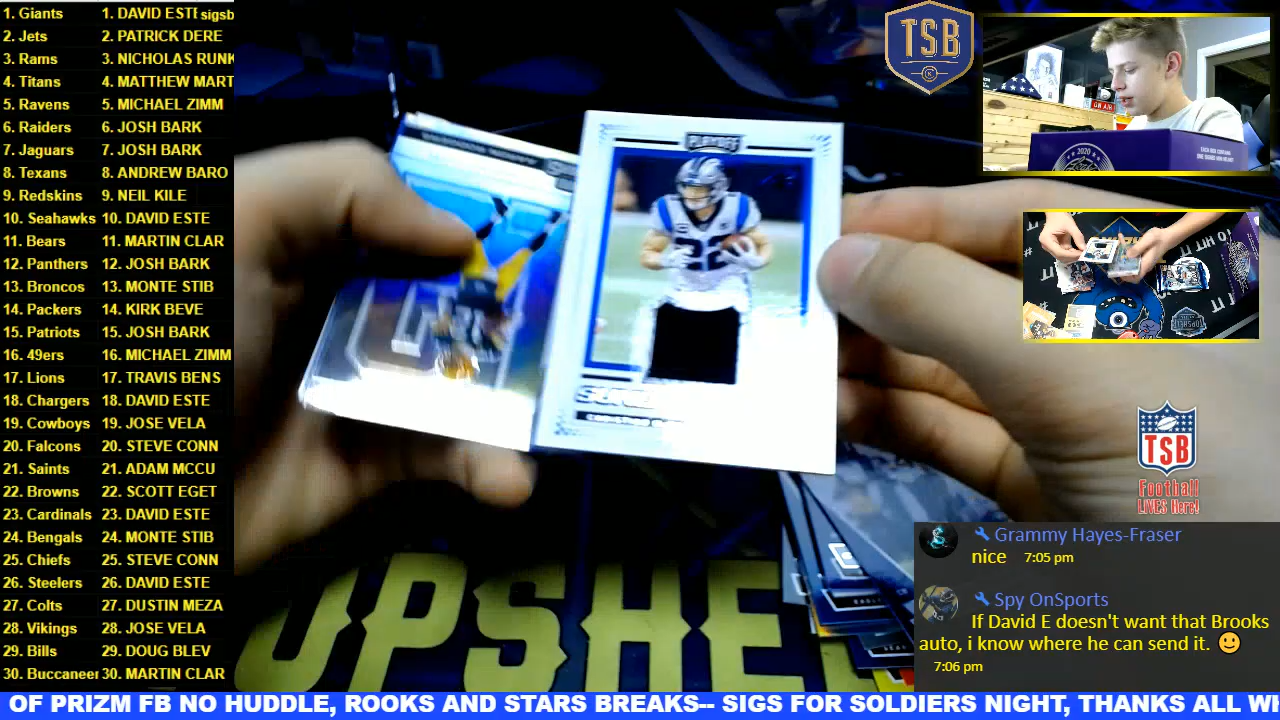 1. Giants 1. DAVID ESTE sigsb
2. Jets 2. PATRICK DERE
3. Rams 3. NICHOLAS RUNK
4. Titans 4. MATTHEW MART
5. Ravens 5. MICHAEL ZIMM
6. Raiders 6. JOSH BARK
7. Jaguars 7. JOSH BARK
8. Texans 8. ANDREW BARO
9. Redskins 9. NEIL KILE
10. Seahawks 10. DAVID ESTE
11. Bears 11. MARTIN CLAR
12. Panthers 12. JOSH BARK
13. Broncos 13. MONTE STIB
14. Packers 14. KIRK BEVE
15. Patriots 15. JOSH BARK
16. 49ers 16. MICHAEL ZIMM
17. Lions 17. TRAVIS BENS
18. Chargers 18. DAVID ESTE
19. Cowboys 19. JOSE VELA
20. Falcons 20. STEVE CONN
21. Saints 21. ADAM MCCU
22. Browns 22. SCOTT EGET
23. Cardinals 23. DAVID ESTE
24. Bengals 24. MONTE STIB
25. Chiefs 25. STEVE CONN
26. Steelers 26. DAVID ESTE
27. Colts 27. DUSTIN MEZA
28. Vikings 28. JOSE VELA
29. Bills 29. DOUG BLEV
30. Buccaneer 30. MARTIN CLAR
PLAYOFF
22
UPSHE
TSB
ON AIR
2020
TSB
Football
LIVES Here!
Grammy Hayes-Fraser
nice 7:05 pm
Spy OnSports
If David E doesn't want that Brooks
auto, i know where he can send it. 🙂
7:06 pm
OF PRIZM FB NO HUDDLE, ROOKS AND STARS BREAKS-- SIGS FOR SOLDIERS NIGHT, THANKS ALL WI